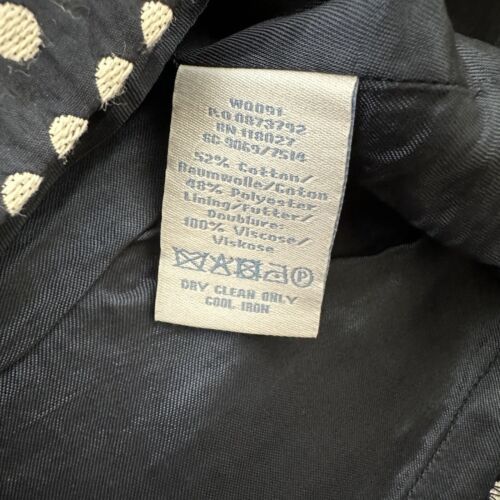 WQ091
P.O 0873792
RN 118027
SC 9069/7514
52% Cotton/
Baumwolle/Coton
48% Polyester
Lining/Futter/
Doublure:
100% Viscose/
Viskose
P
DRY CLEAN ONLY
COOL IRON